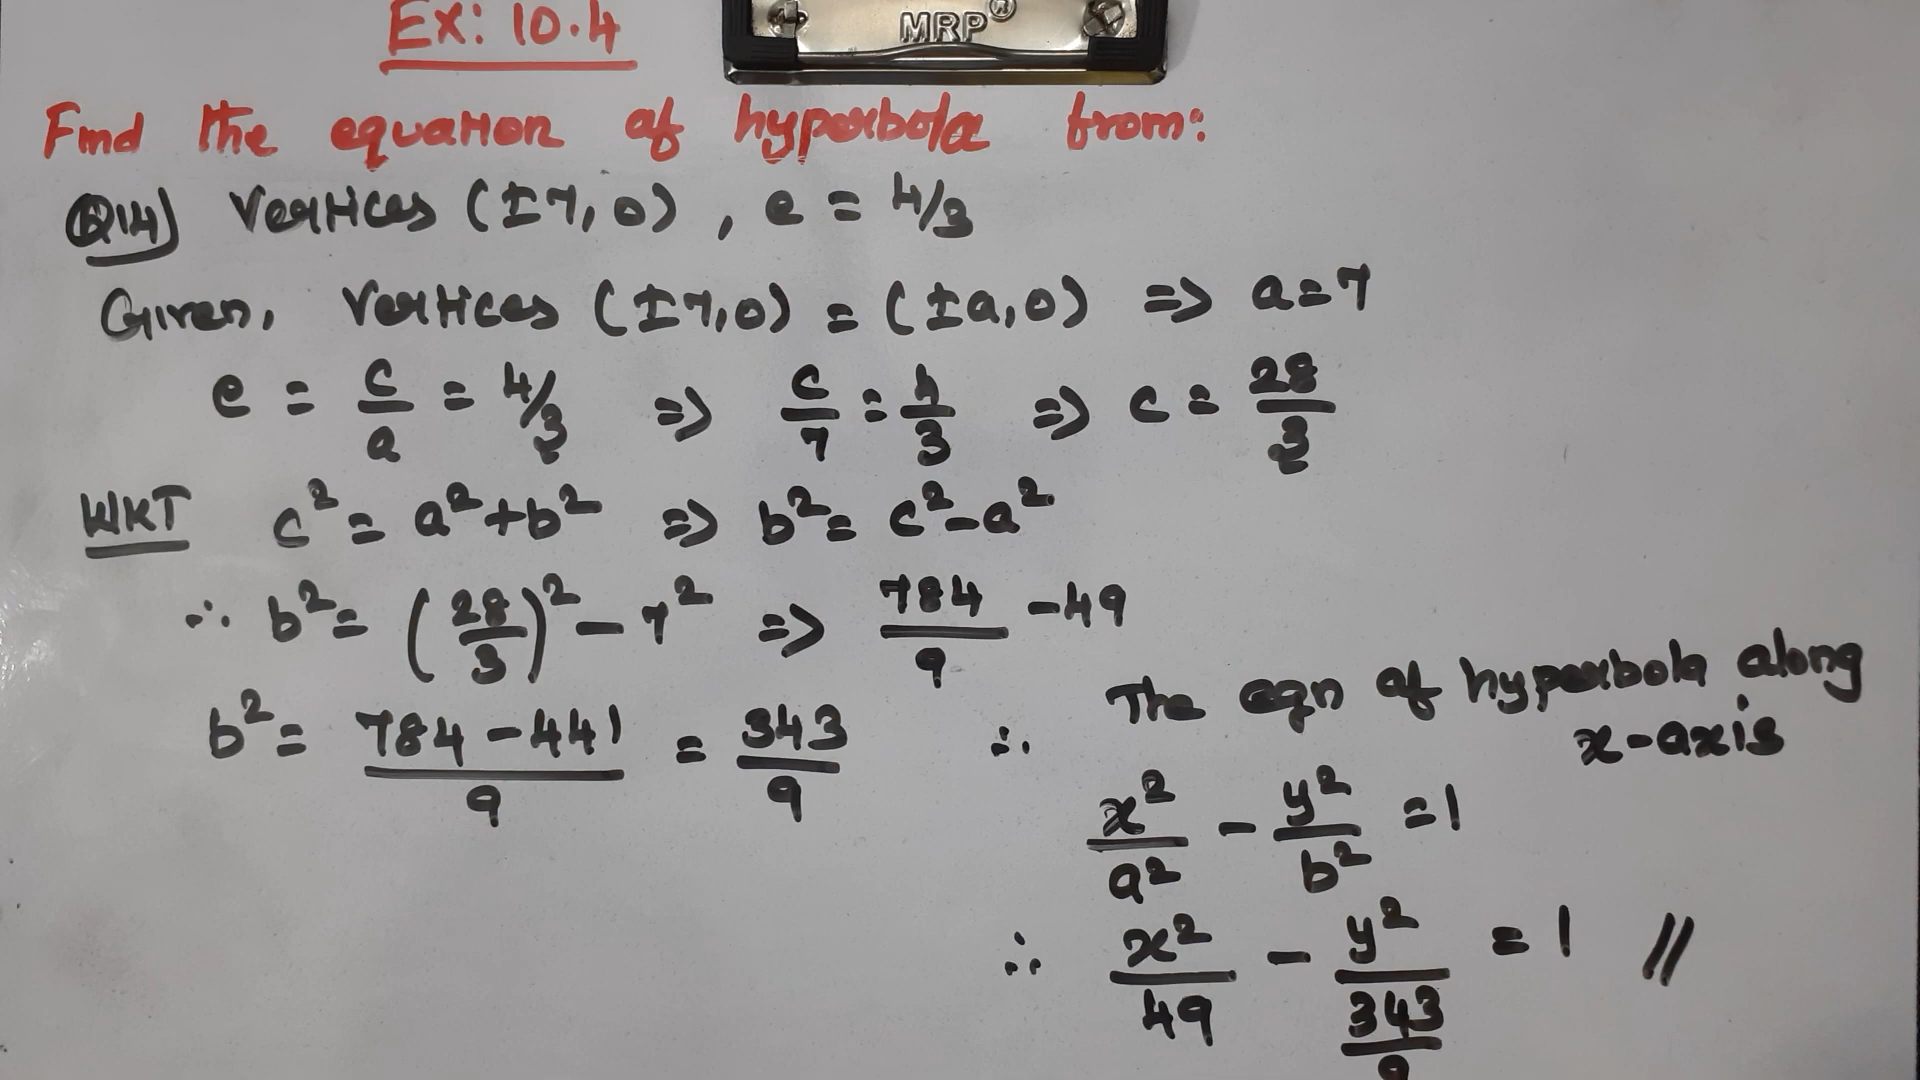 Ex: 10.4
MRP®
Find the equation of hyperbola from:
Q14) Vertices (±7, 0) , e = 4/3
Given, Vertices (±7,0) = (±a,0) => a=7
e = c/a = 4/3 => c/7 = 4/3 => c = 28/3
WKT c² = a²+b² => b² = c²-a²
∴ b² = (28/3)² - 7² => 784/9 -49
b² = 784-441/9 = 343/9
∴ The eqn of hyperbola along
x-axis
x²/a² - y²/b² =1
∴ x²/49 - y²/343/9 =1 //